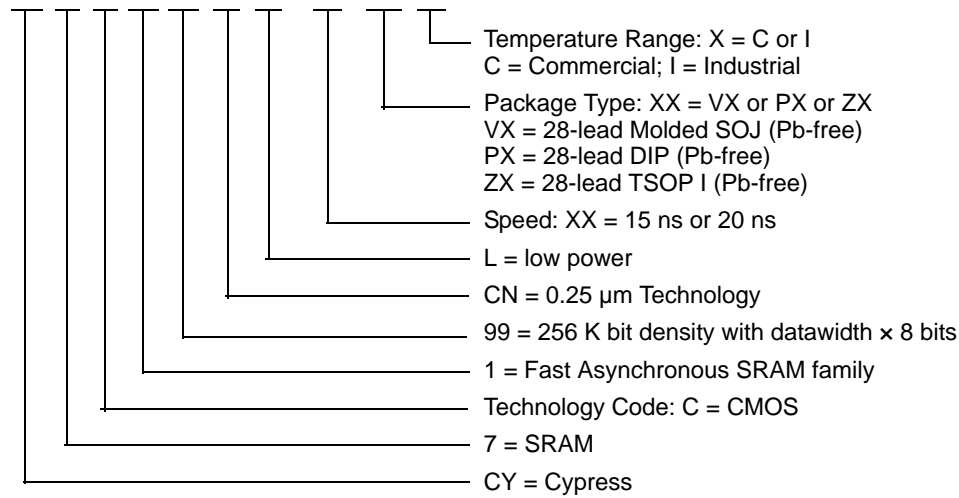 Temperature Range: X = C or I
C = Commercial; I = Industrial
Package Type: XX = VX or PX or ZX
VX = 28-lead Molded SOJ (Pb-free)
PX = 28-lead DIP (Pb-free)
ZX = 28-lead TSOP I (Pb-free)
Speed: XX = 15 ns or 20 ns
L = low power
CN = 0.25 µm Technology
99 = 256 K bit density with datawidth × 8 bits
1 = Fast Asynchronous SRAM family
Technology Code: C = CMOS
7 = SRAM
CY = Cypress